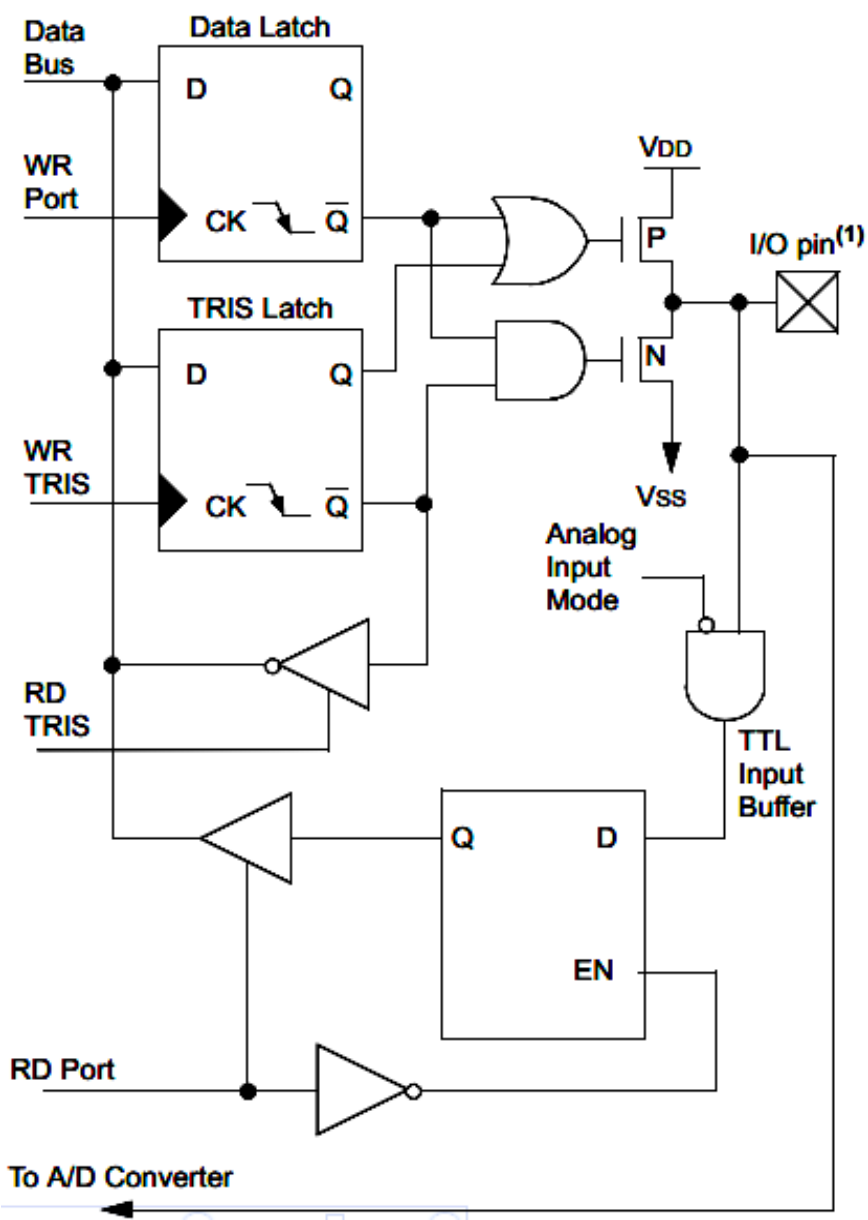 Data Latch
Data
Bus
D
Q
WR
Port
CK
Q̅
VDD
P
I/O pin(1)
TRIS Latch
D
Q
N
WR
TRIS
CK
Q̅
VSS
Analog
Input
Mode
RD
TRIS
TTL
Input
Buffer
Q
D
EN
RD Port
To A/D Converter